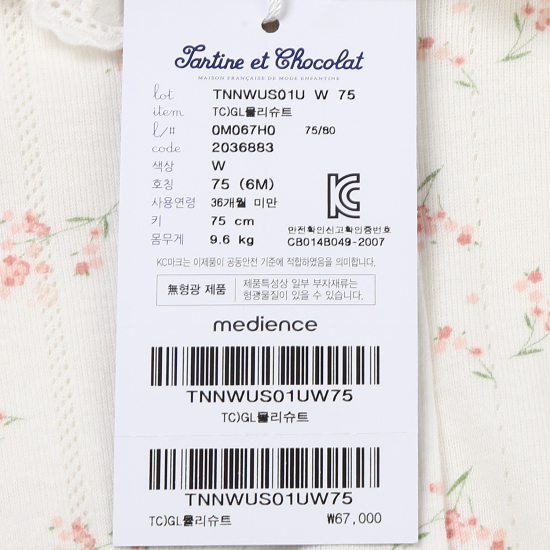 Tartine et Chocolat
MAISON FRANÇAISE DE MODE ENFANTINE
lot TNNWUS01U W 75
item TC)GL뮬리슈트
l/# 0M067H0 75/80
code 2036883
색상 W
호칭 75 (6M)
사용연령 36개월 미만
키 75 cm
몸무게 9.6 kg
안전확인신고확인증번호
CB014B049-2007
KC마크는 이제품이 공통안전 기준에 적합하였음을 의미합니다.
無형광 제품
제품특성상 일부 부자재류는
형광물질이 있을 수 있습니다.
medience
TNNWUS01UW75
TC)GL뮬리슈트
TNNWUS01UW75
TC)GL뮬리슈트 ₩67,000